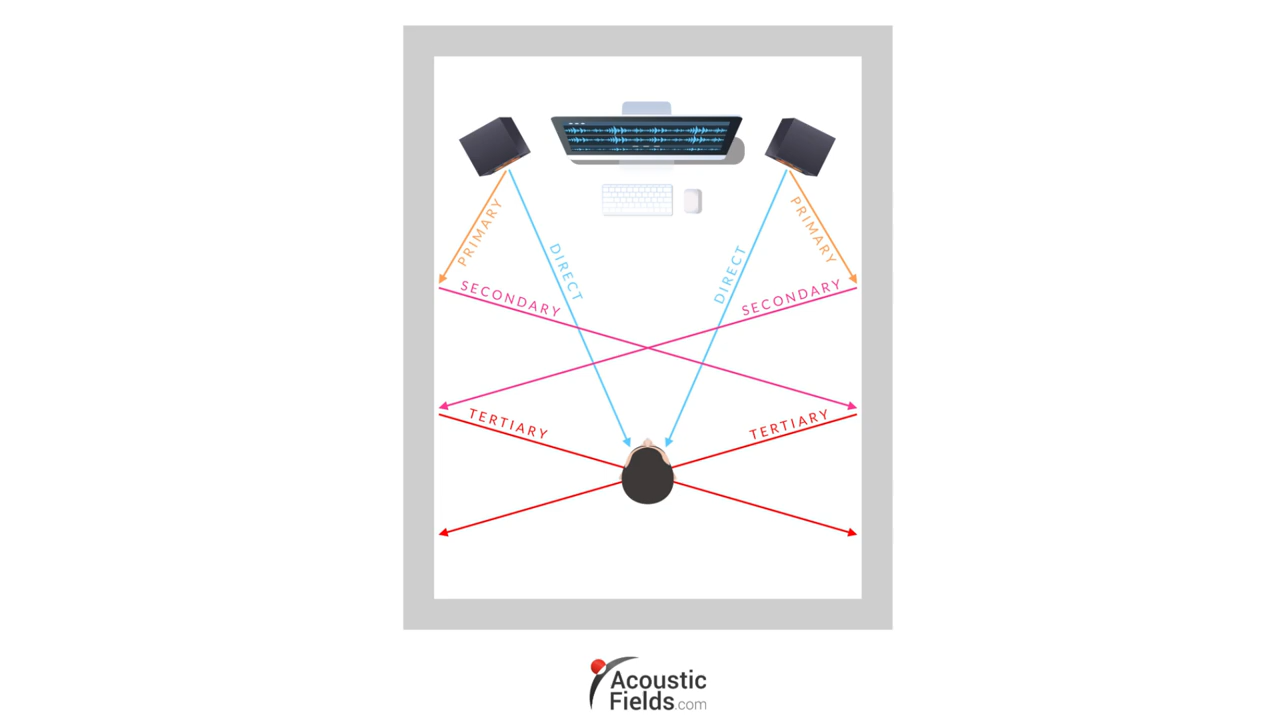 PRIMARY
PRIMARY
DIRECT
DIRECT
SECONDARY
SECONDARY
TERTIARY
TERTIARY
Acoustic
Fields.com